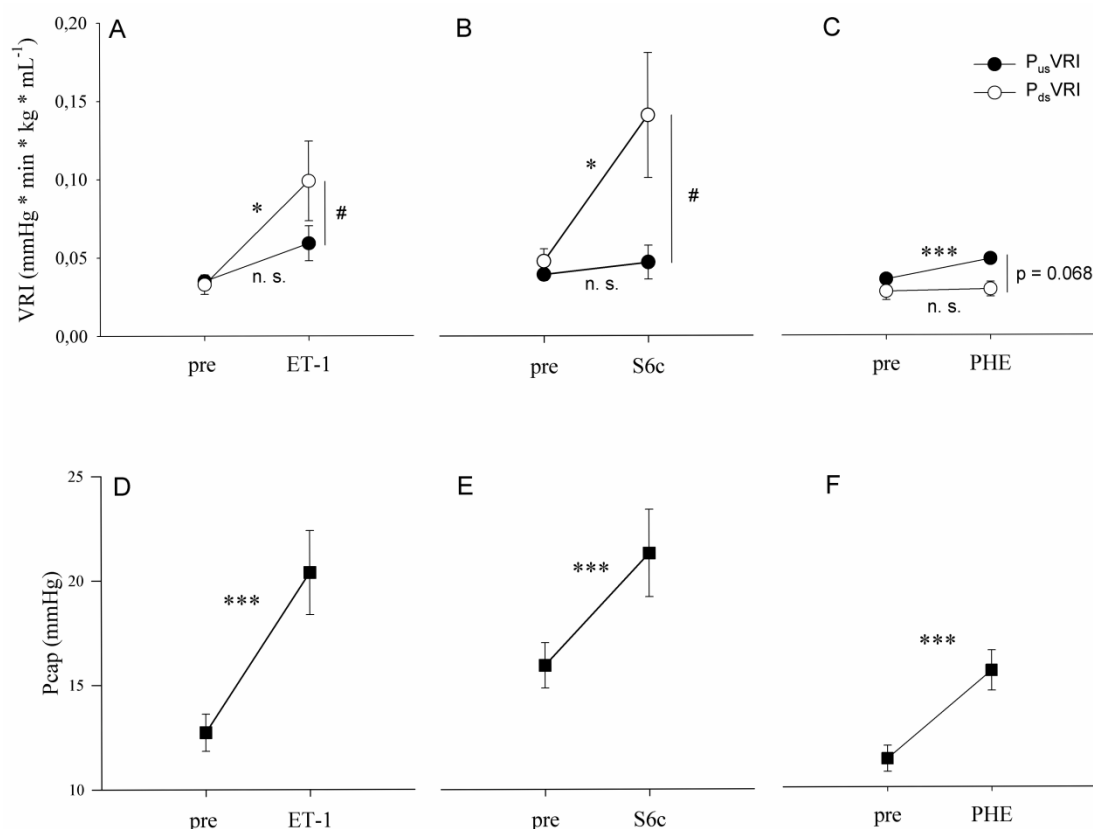 A
B
C
VRI (mmHg * min * kg * mL⁻¹)
0,20
0,15
0,10
0,05
0,00
*
#
n. s.
pre
ET-1
*
#
n. s.
pre
S6c
PusVRI
PdsVRI
***
p = 0.068
n. s.
pre
PHE
D
E
F
Pcap (mmHg)
25
20
15
10
***
pre
ET-1
***
pre
S6c
***
pre
PHE